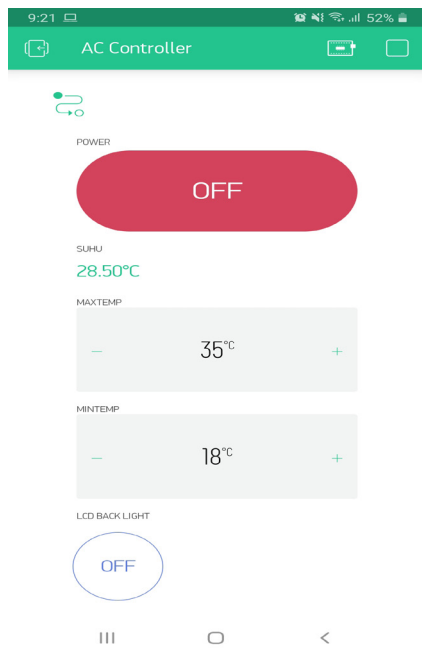 9:21 52%
AC Controller
POWER
OFF
SUHU
28.50°C
MAXTEMP
− 35°C +
MINTEMP
− 18°C +
LCD BACK LIGHT
OFF